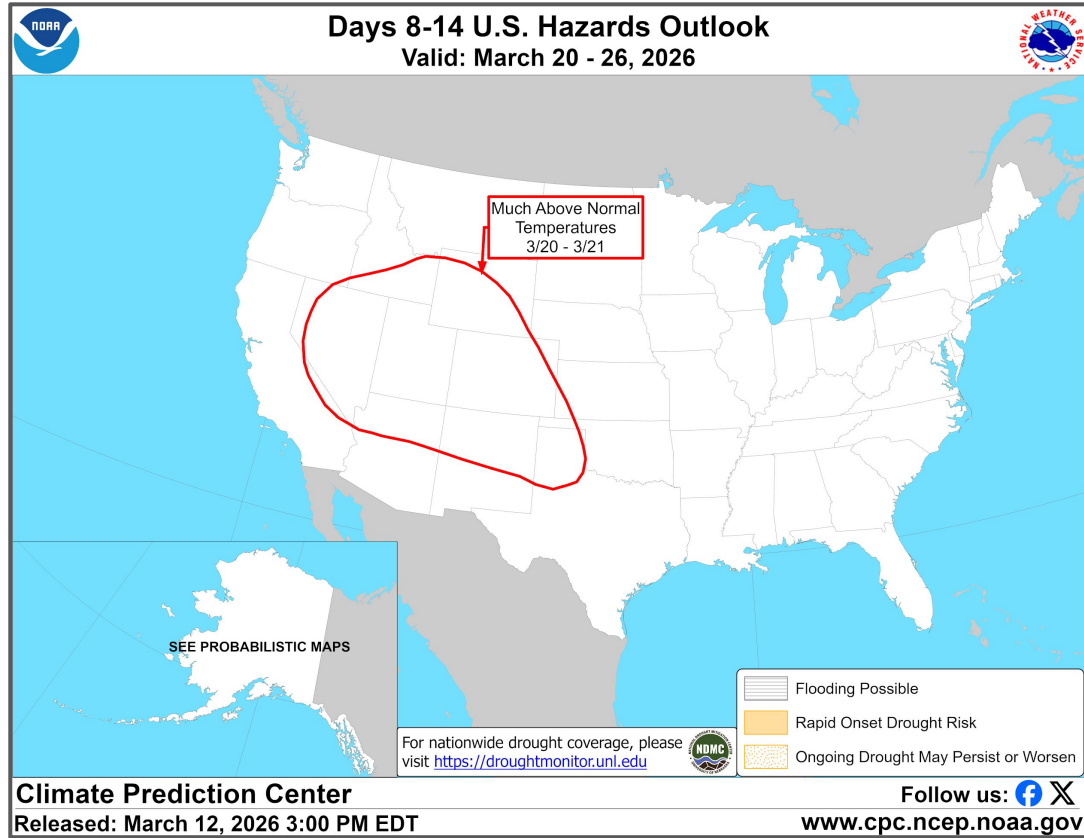 NOAA
Days 8-14 U.S. Hazards Outlook
Valid: March 20 - 26, 2026
NATIONAL WEATHER SERVICE
Much Above Normal
Temperatures
3/20 - 3/21
SEE PROBABILISTIC MAPS
For nationwide drought coverage, please
visit https://droughtmonitor.unl.edu
NDMC
Flooding Possible
Rapid Onset Drought Risk
Ongoing Drought May Persist or Worsen
Climate Prediction Center
Released: March 12, 2026 3:00 PM EDT
Follow us:
www.cpc.ncep.noaa.gov